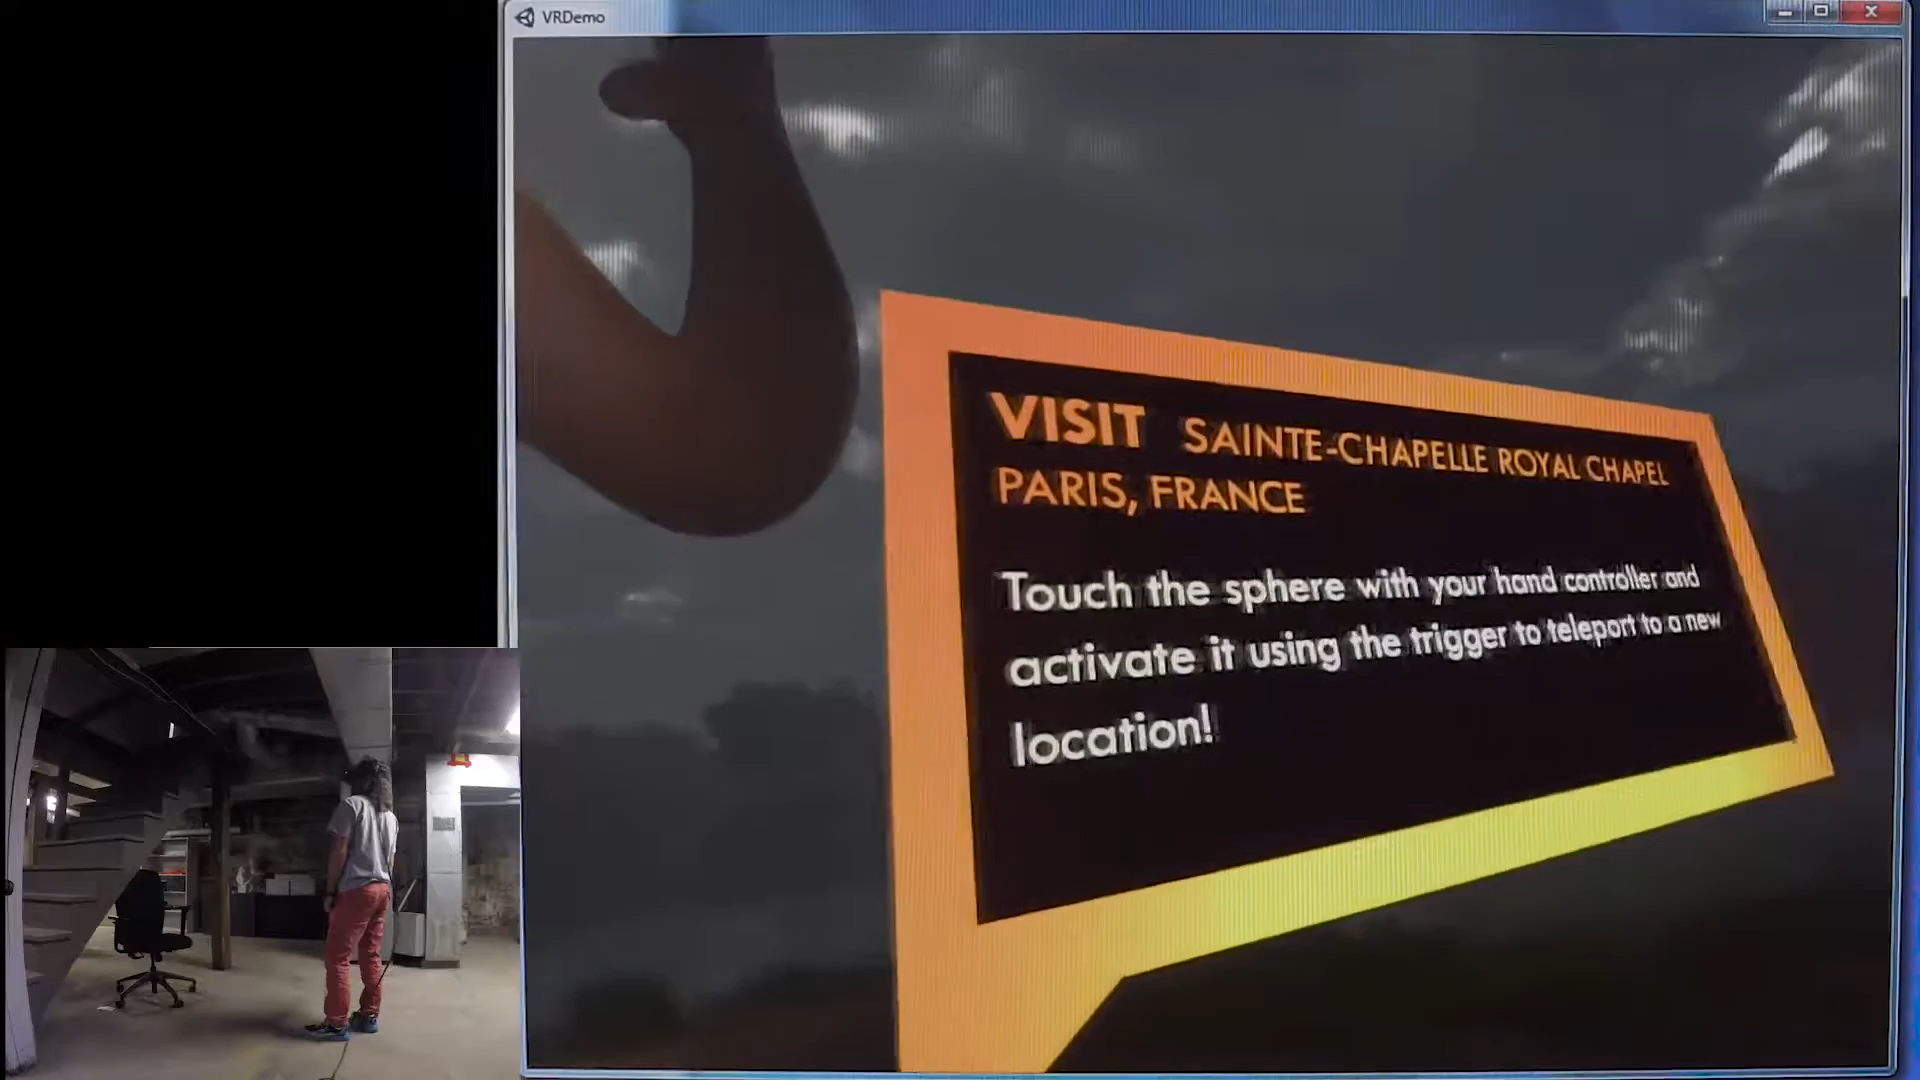 VRDemo
VISIT SAINTE-CHAPELLE ROYAL CHAPEL
PARIS, FRANCE
Touch the sphere with your hand controller and
activate it using the trigger to teleport to a new
location!